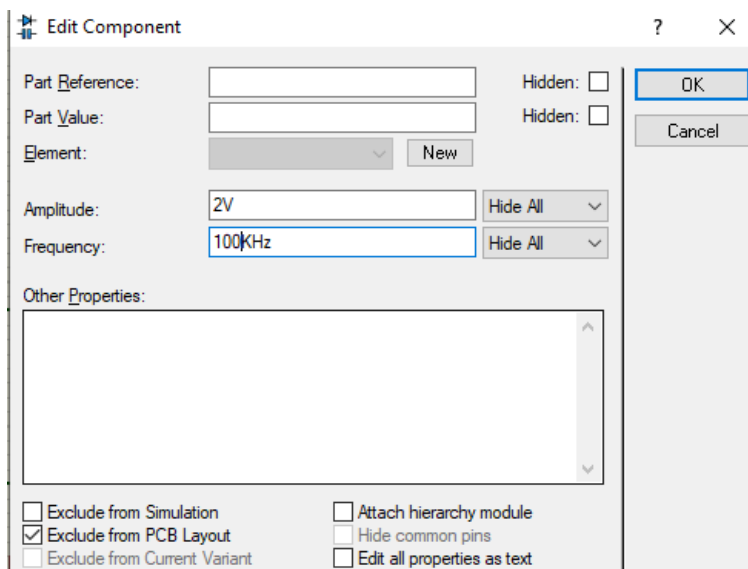 Edit Component ?
Part Reference: Hidden: OK
Part Value: Hidden: Cancel
Element: New
Amplitude: 2V Hide All
Frequency: 100KHz Hide All
Other Properties:
Exclude from Simulation Attach hierarchy module
Exclude from PCB Layout Hide common pins
Exclude from Current Variant Edit all properties as text